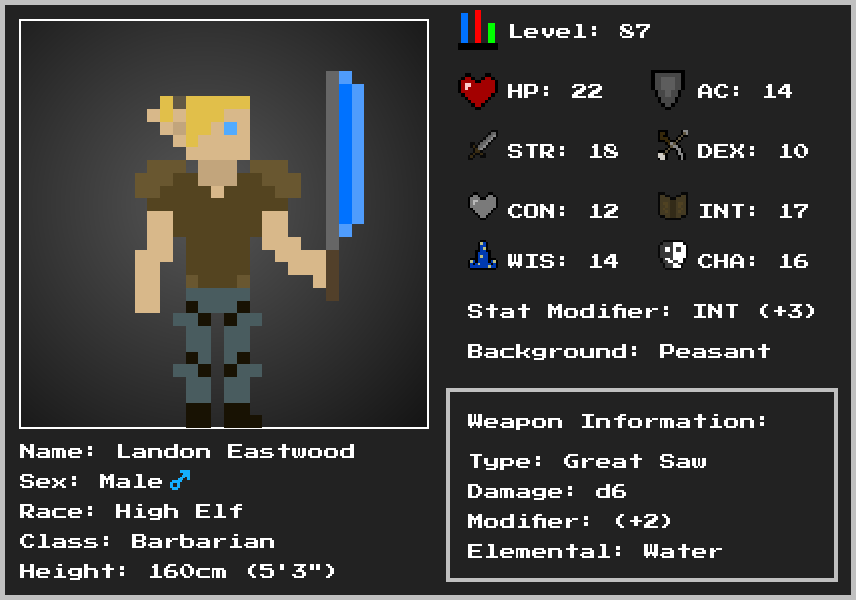 Level: 87
HP: 22 AC: 14
STR: 18 DEX: 10
CON: 12 INT: 17
WIS: 14 CHA: 16
Stat Modifier: INT (+3)
Background: Peasant
Weapon Information:
Type: Great Saw
Damage: d6
Modifier: (+2)
Elemental: Water
Name: Landon Eastwood
Sex: Male ♂
Race: High Elf
Class: Barbarian
Height: 160cm (5'3")